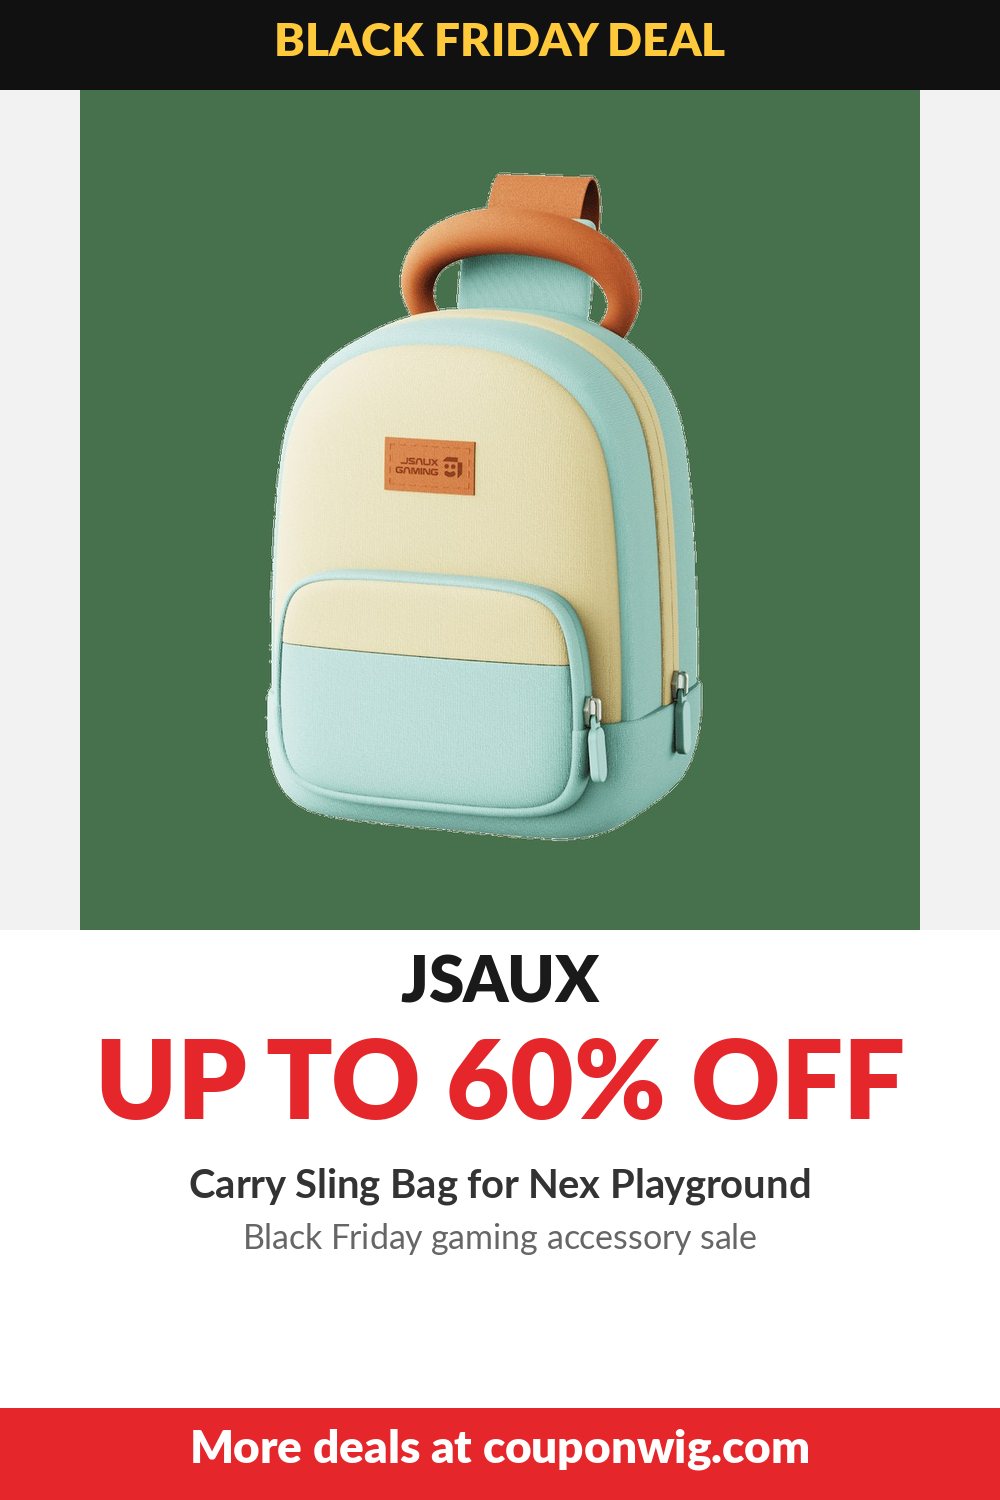 BLACK FRIDAY DEAL
JSAUX
GAMING
JSAUX
UP TO 60% OFF
Carry Sling Bag for Nex Playground
Black Friday gaming accessory sale
More deals at couponwig.com